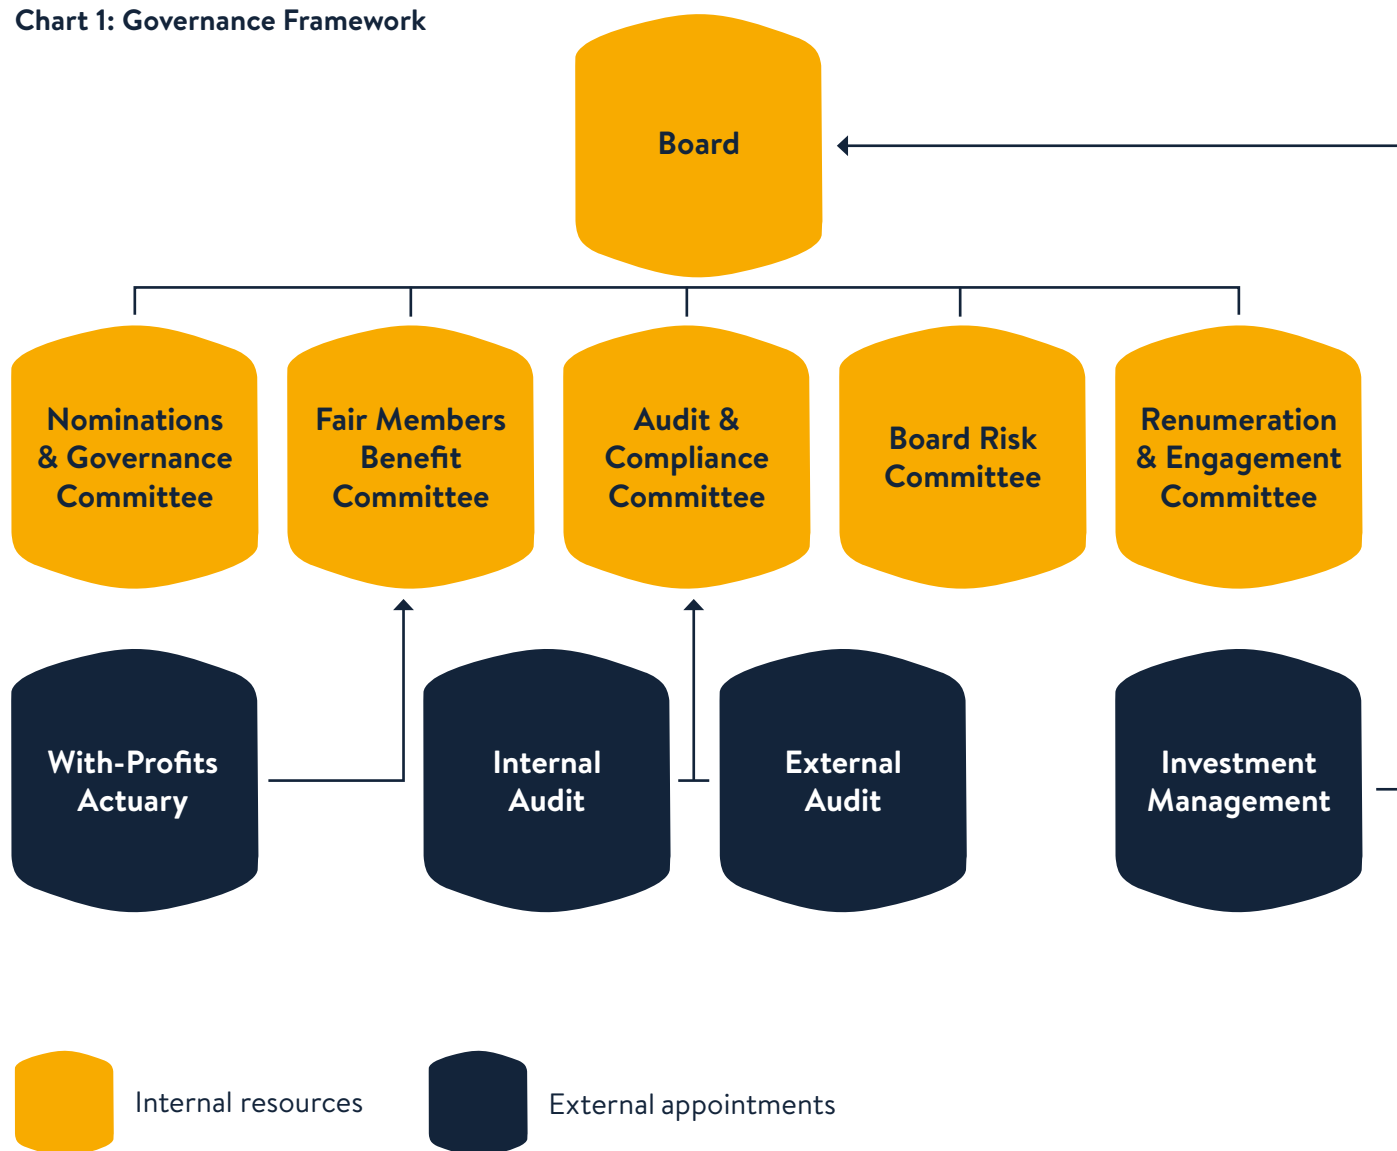 Chart 1: Governance Framework
Board
Nominations
& Governance
Committee
Fair Members
Benefit
Committee
Audit &
Compliance
Committee
Board Risk
Committee
Renumeration
& Engagement
Committee
With-Profits
Actuary
Internal
Audit
External
Audit
Investment
Management
Internal resources
External appointments